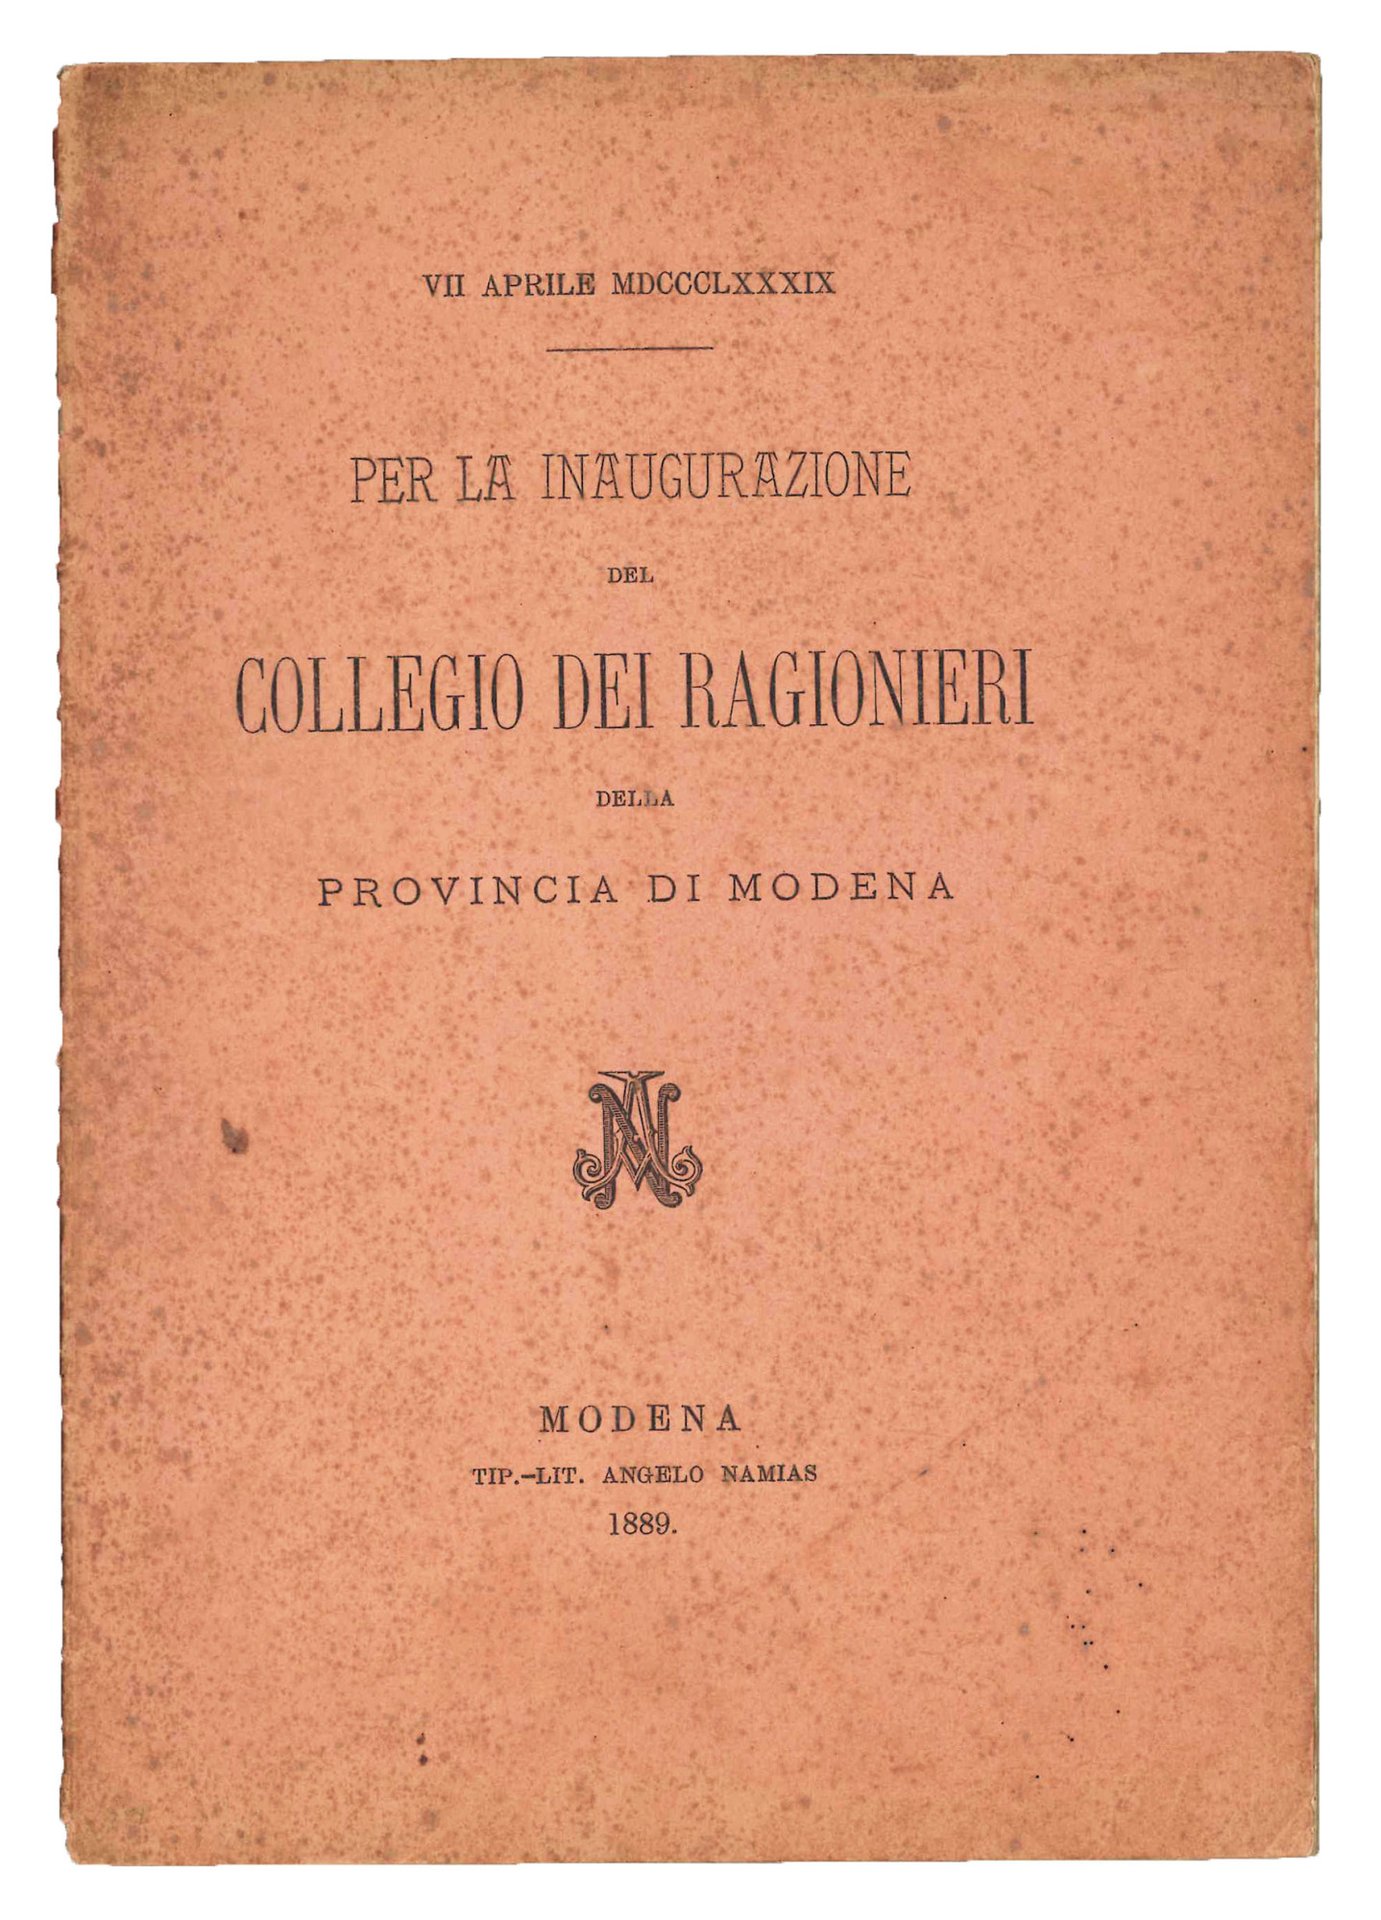 VII APRILE MDCCCLXXXIX
PER LA INAUGURAZIONE
DEL
COLLEGIO DEI RAGIONIERI
DELLA
PROVINCIA DI MODENA
AN
MODENA
TIP.-LIT. ANGELO NAMIAS
1889.